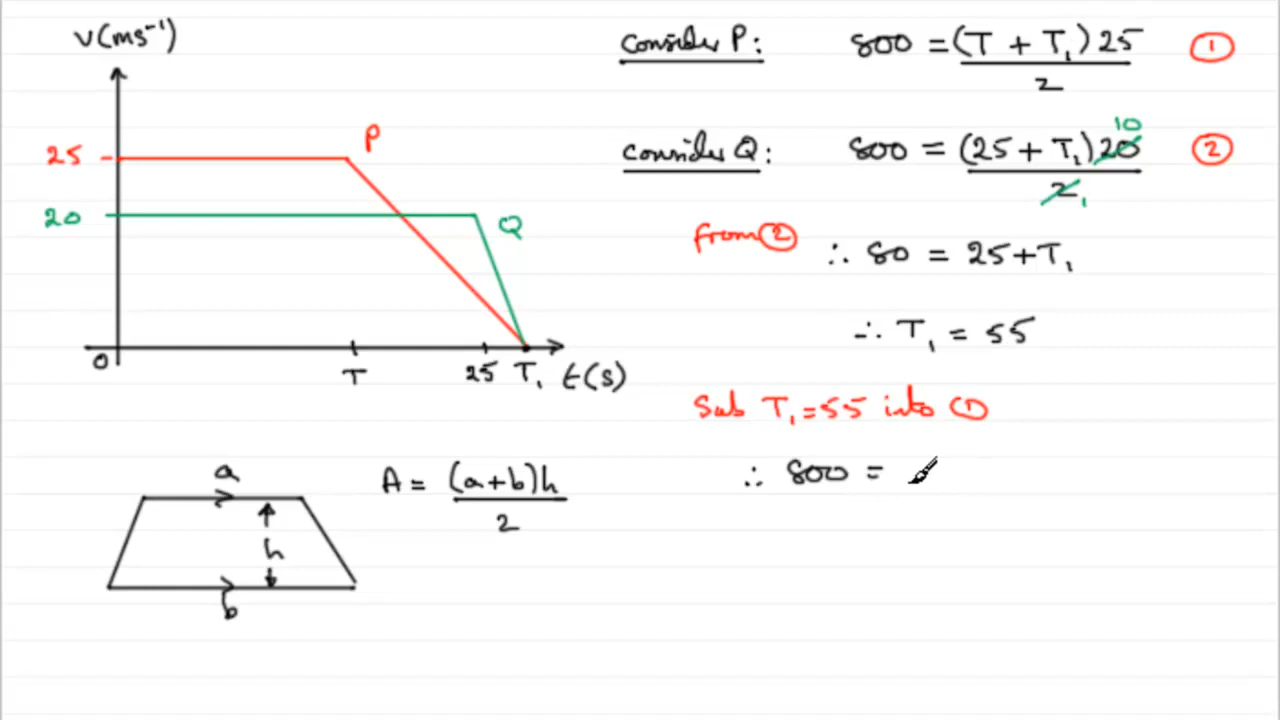 V(ms⁻¹)
25
P
20
Q
0
T
25
T₁
t(s)
a
h
b
A = (a+b)h
2
Consider P: 800 = (T + T₁)25 ①
2
Consider Q: 800 = (25 + T₁)20 10 ②
2 1
from ② ∴ 80 = 25+T₁
∴ T₁ = 55
Sub T₁ = 55 into ①
∴ 800 =